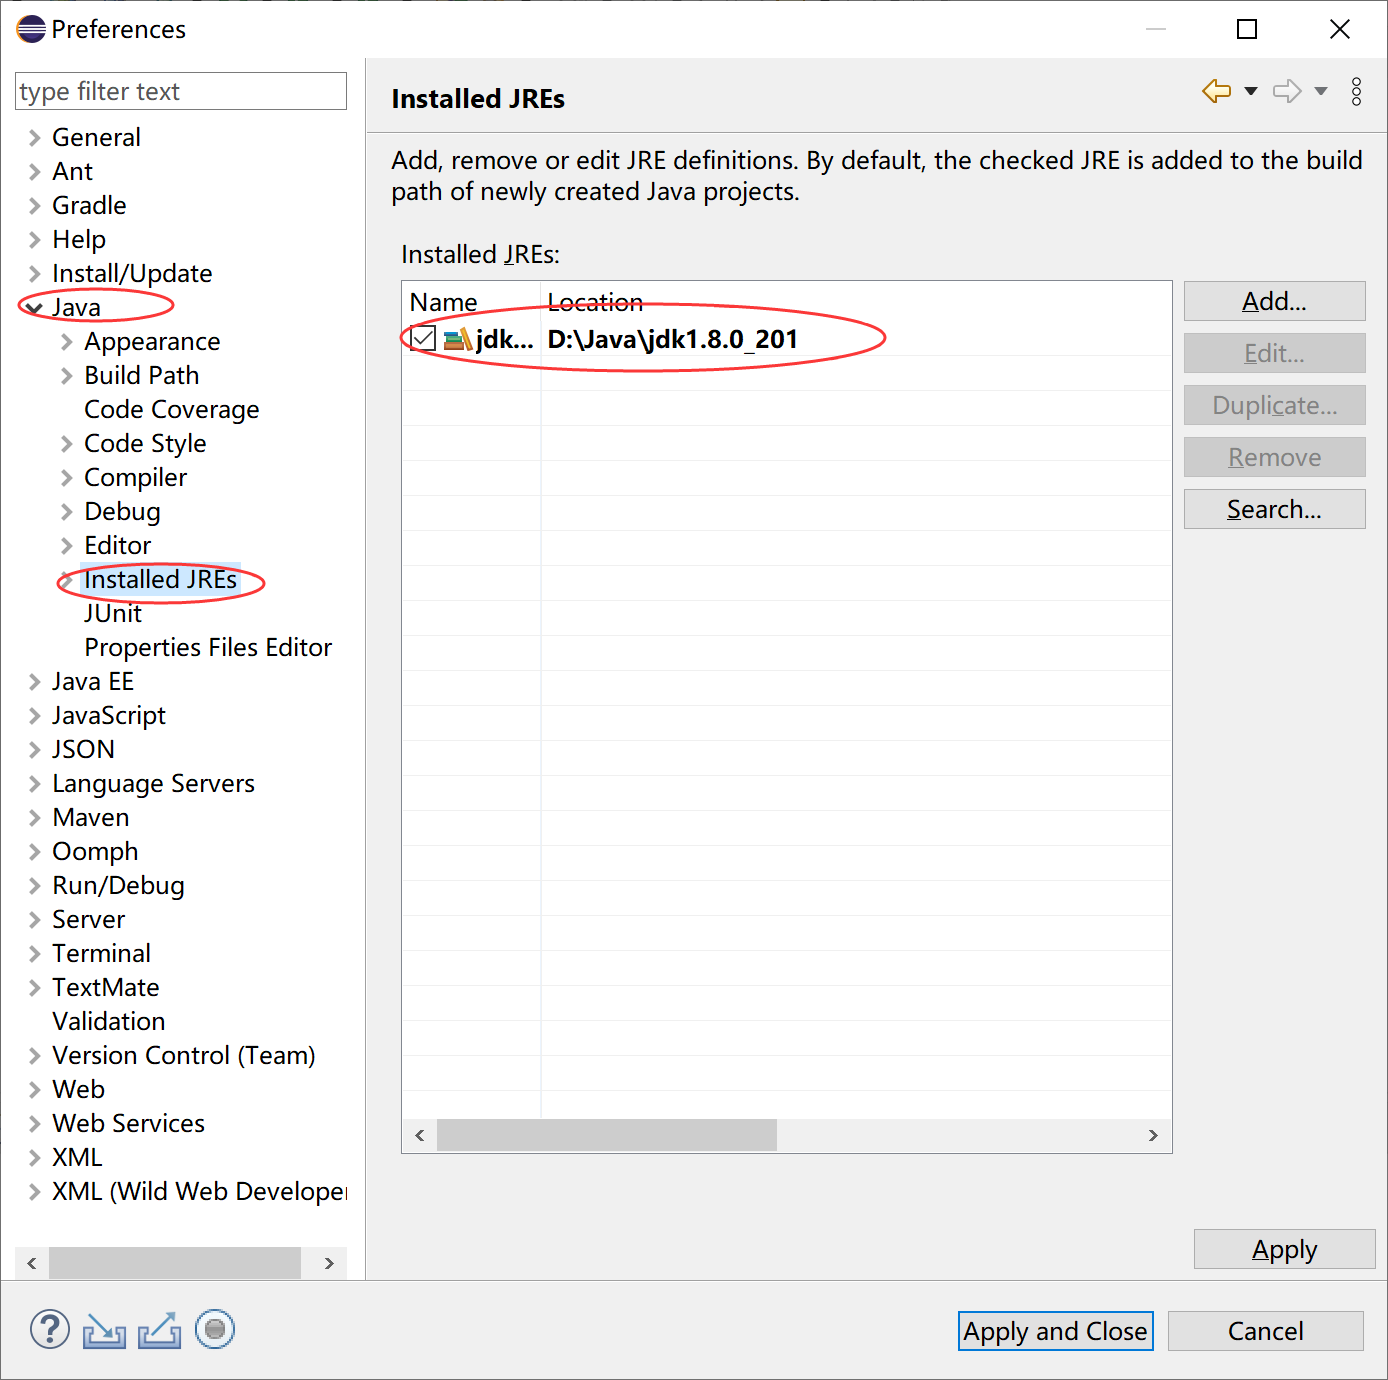 Preferences
type filter text
General
Ant
Gradle
Help
Install/Update
Java
Appearance
Build Path
Code Coverage
Code Style
Compiler
Debug
Editor
Installed JREs
JUnit
Properties Files Editor
Java EE
JavaScript
JSON
Language Servers
Maven
Oomph
Run/Debug
Server
Terminal
TextMate
Validation
Version Control (Team)
Web
Web Services
XML
XML (Wild Web Developer
Installed JREs
Add, remove or edit JRE definitions. By default, the checked JRE is added to the build
path of newly created Java projects.
Installed JREs:
Name Location
jdk... D:\Java\jdk1.8.0_201
Add...
Edit...
Duplicate...
Remove
Search...
Apply
?
Apply and Close Cancel